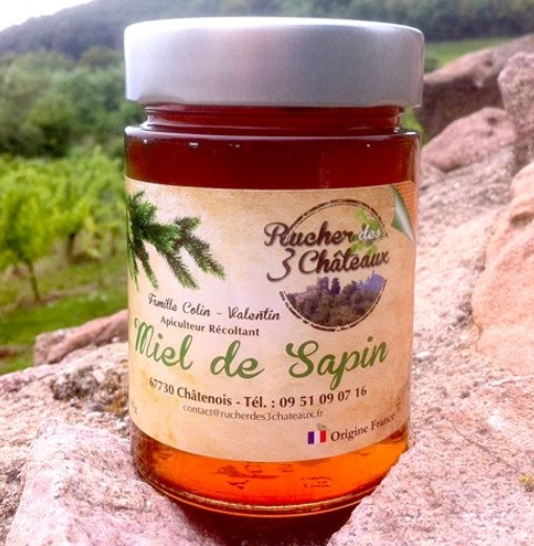 Rucher des
3 Châteaux
Famille Colin - Valentin
Apiculteur Récoltant
Miel de Sapin
67730 Châtenois - Tél. : 09 51 09 07 16
contact@rucherdes3chateaux.fr
Origine France